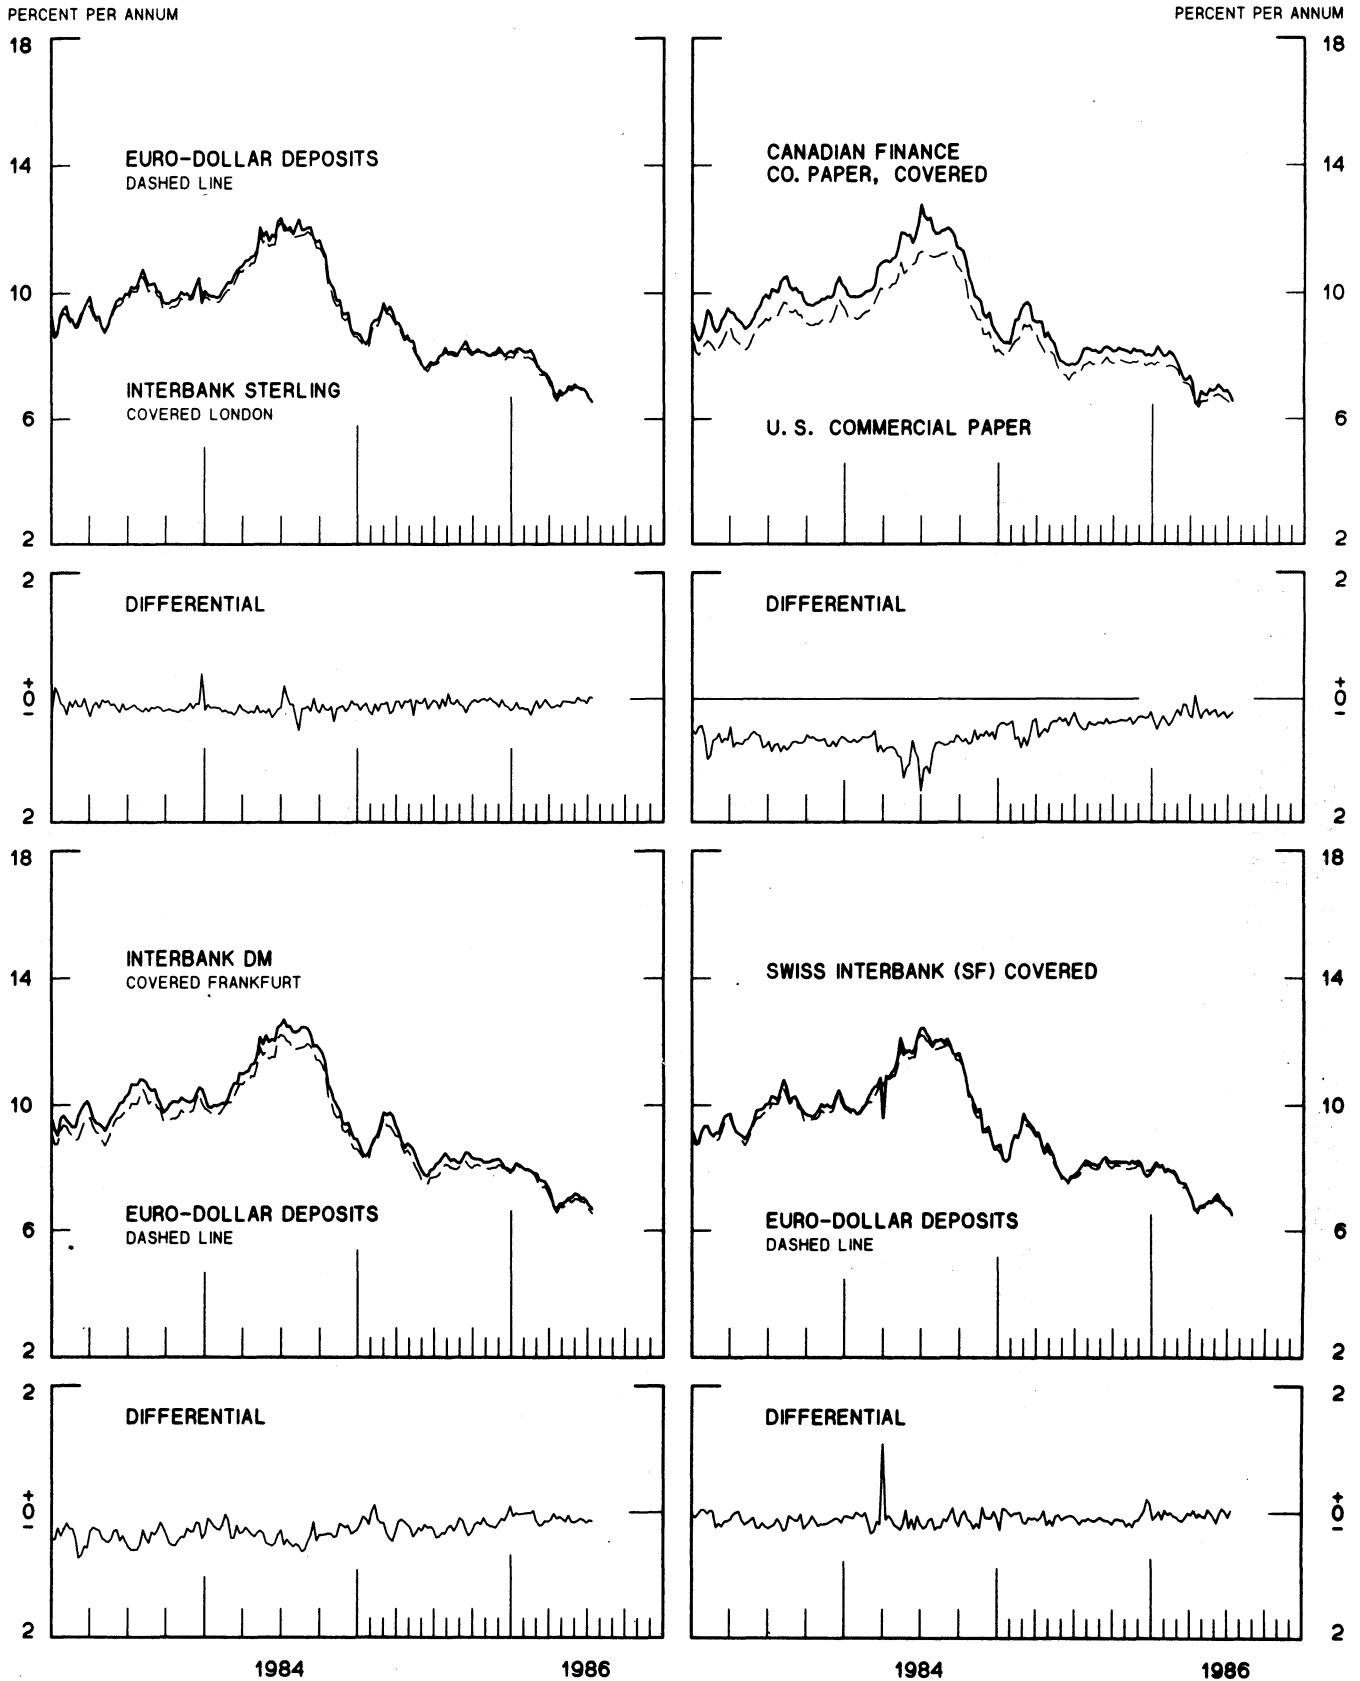 PERCENT PER ANNUM
PERCENT PER ANNUM
18
14
10
6
2
EURO-DOLLAR DEPOSITS
DASHED LINE
INTERBANK STERLING
COVERED LONDON
CANADIAN FINANCE
CO. PAPER, COVERED
U. S. COMMERCIAL PAPER
18
14
10
6
2
2
+
0
−
2
DIFFERENTIAL
DIFFERENTIAL
2
+
0
−
2
18
14
10
6
2
INTERBANK DM
COVERED FRANKFURT
EURO-DOLLAR DEPOSITS
DASHED LINE
SWISS INTERBANK (SF) COVERED
EURO-DOLLAR DEPOSITS
DASHED LINE
18
14
10
6
2
2
+
0
−
2
DIFFERENTIAL
DIFFERENTIAL
2
+
0
−
2
1984
1986
1984
1986